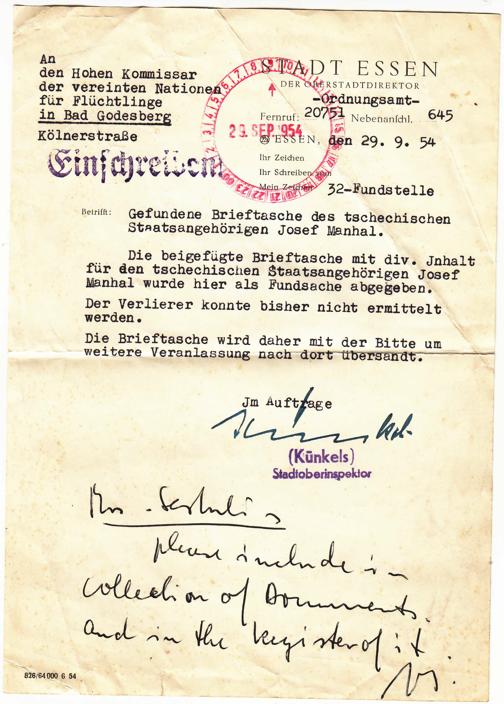 An
den Hohen Kommissar
der vereinten Nationen
für Flüchtlinge
in Bad Godesberg
Kölnerstraße
Einschreiben
STADT ESSEN
DER OBERSTADTDIREKTOR
-Ordnungsamt-
Fernruf: 20751 Nebenanschl. 645
29. SEP. 1954
ESSEN, den 29. 9. 54
Ihr Zeichen
Ihr Schreiben vom
Mein Zeichen 32-Fundstelle
Betrifft: Gefundene Brieftasche des tschechischen
Staatsangehörigen Josef Manhal.
Die beigefügte Brieftasche mit div. Jnhalt
für den tschechischen Staatsangehörigen Josef
Manhal wurde hier als Fundsache abgegeben.
Der Verlierer konnte bisher nicht ermittelt
werden.
Die Brieftasche wird daher mit der Bitte um
weitere Veranlassung nach dort übersandt.
Jm Auftrage
(Künkels)
Stadtoberinspektor
please include in
collection of Documents.
and in the Register of it
826/64000 6 54